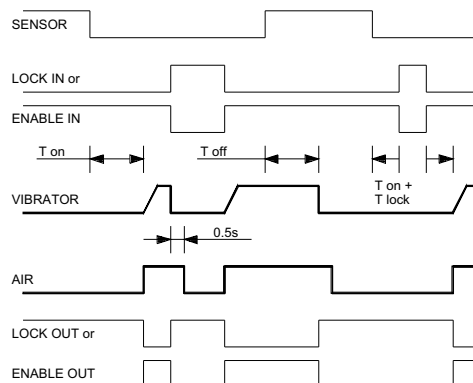 SENSOR
LOCK IN or
ENABLE IN
T on
T off
T on +
T lock
VIBRATOR
0.5s
AIR
LOCK OUT or
ENABLE OUT